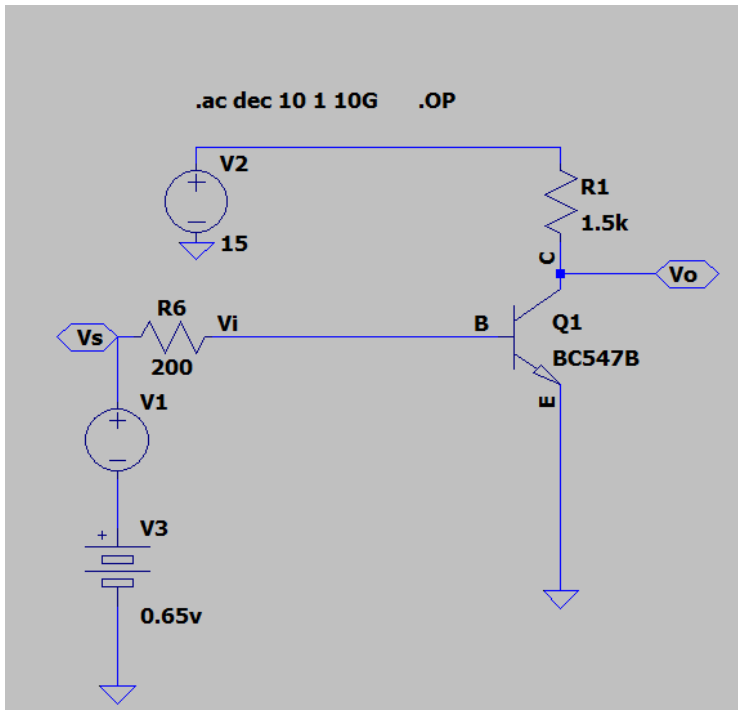 .ac dec 10 1 10G .OP
V2
R1
15
1.5k
C
Vo
R6
Vs
Vi
B
Q1
200
BC547B
V1
E
V3
0.65v